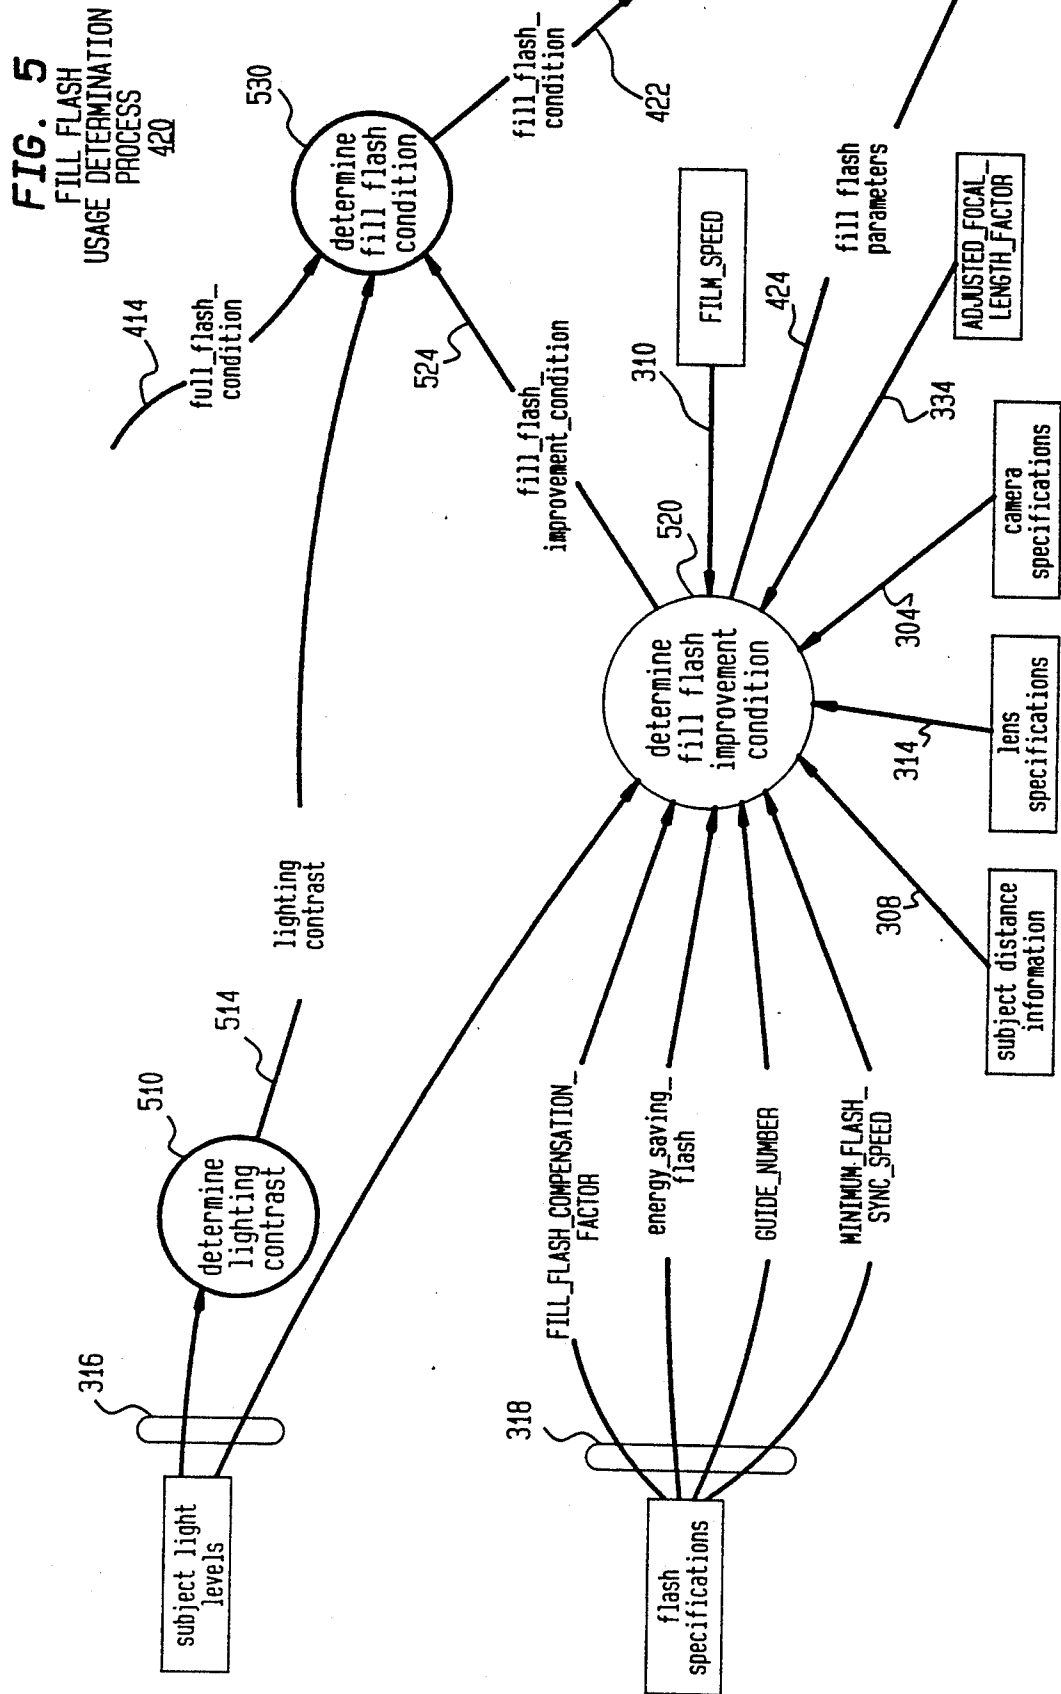 FIG. 5
FILL FLASH
USAGE DETERMINATION
PROCESS
420
414
full_flash_
condition
530
determine
fill flash
condition
fill_flash_
condition
422
524
fill_flash_
improvement_condition
316
subject light
levels
510
determine
lighting
contrast
514
lighting
contrast
318
flash
specifications
FILL_FLASH_COMPENSATION_
FACTOR
energy_saving_
flash
GUIDE_NUMBER
MINIMUM_FLASH_
SYNC_SPEED
520
determine
fill flash
improvement
condition
310
FILM_SPEED
424
fill flash
parameters
334
ADJUSTED_FOCAL_
LENGTH_FACTOR
304
camera
specifications
314
lens
specifications
308
subject distance
information